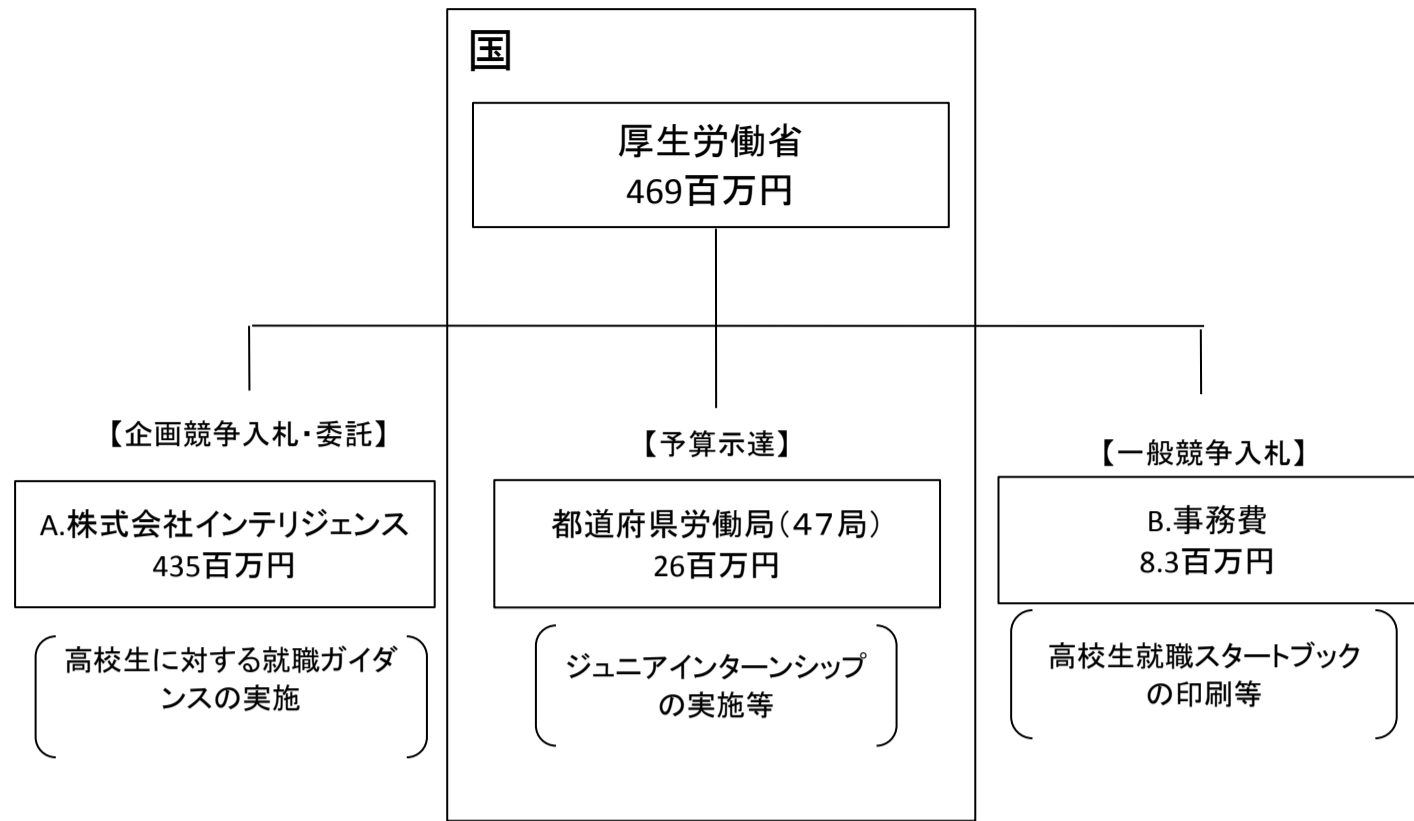 国
厚生労働省
469百万円
【企画競争入札・委託】
A.株式会社インテリジェンス
435百万円
高校生に対する就職ガイダ
ンスの実施
【予算示達】
都道府県労働局(47局)
26百万円
ジュニアインターンシップ
の実施等
【一般競争入札】
B.事務費
8.3百万円
高校生就職スタートブック
の印刷等